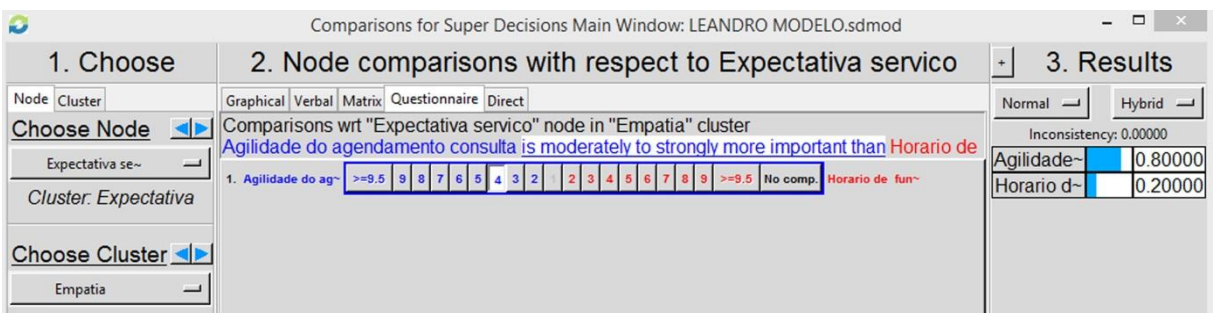 Comparisons for Super Decisions Main Window: LEANDRO MODELO.sdmod
1. Choose
Node Cluster
Choose Node
Expectativa se~
Cluster: Expectativa
Choose Cluster
Empatia
2. Node comparisons with respect to Expectativa servico
Graphical Verbal Matrix Questionnaire Direct
Comparisons wrt "Expectativa servico" node in "Empatia" cluster
Agilidade do agendamento consulta is moderately to strongly more important than Horario de
1. Agilidade do ag~ >=9.5 9 8 7 6 5 4 3 2 1 2 3 4 5 6 7 8 9 >=9.5 No comp. Horario de fun~
+ 3. Results
Normal Hybrid
Inconsistency: 0.00000
Agilidade~ 0.80000
Horario d~ 0.20000